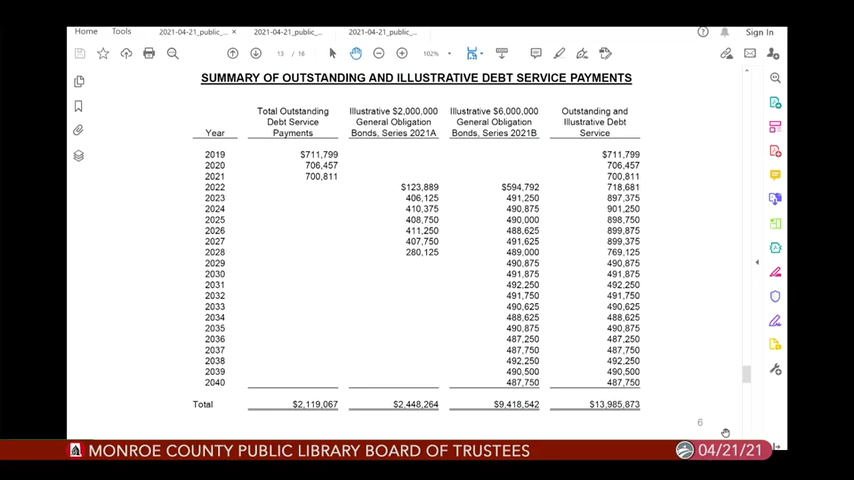 Home Tools 2021-04-21_public_... × 2021-04-21_public_... 2021-04-21_public_... Sign In
13 / 16 102%
SUMMARY OF OUTSTANDING AND ILLUSTRATIVE DEBT SERVICE PAYMENTS
Total Outstanding Illustrative $2,000,000 Illustrative $6,000,000 Outstanding and
Debt Service General Obligation General Obligation Illustrative Debt
Year Payments Bonds, Series 2021A Bonds, Series 2021B Service
2019 $711,799 $711,799
2020 706,457 706,457
2021 700,811 700,811
2022 $123,889 $594,792 718,681
2023 406,125 491,250 897,375
2024 410,375 490,875 901,250
2025 408,750 490,000 898,750
2026 411,250 488,625 899,875
2027 407,750 491,625 899,375
2028 280,125 489,000 769,125
2029 490,875 490,875
2030 491,875 491,875
2031 492,250 492,250
2032 491,750 491,750
2033 490,625 490,625
2034 488,625 488,625
2035 490,875 490,875
2036 487,250 487,250
2037 487,750 487,750
2038 492,250 492,250
2039 490,500 490,500
2040 487,750 487,750
Total $2,119,067 $2,448,264 $9,418,542 $13,985,873
6
MONROE COUNTY PUBLIC LIBRARY BOARD OF TRUSTEES 04/21/21